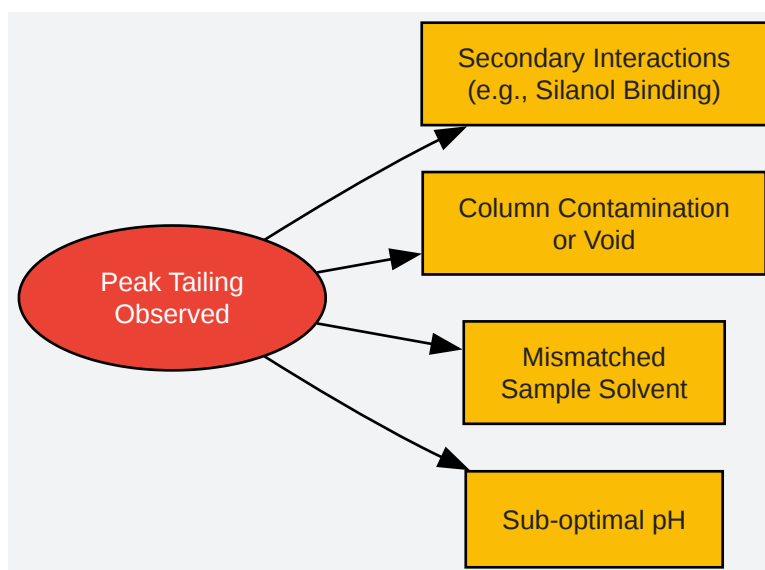 Secondary Interactions
(e.g., Silanol Binding)
Column Contamination
or Void
Peak Tailing
Observed
Mismatched
Sample Solvent
Sub-optimal pH